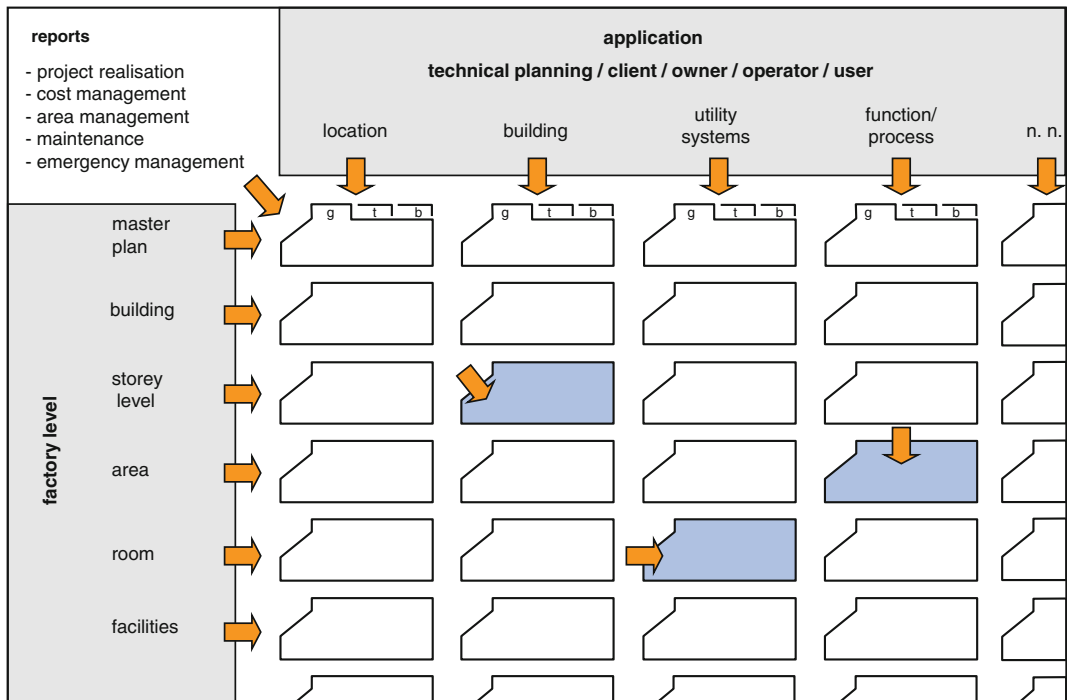 reports
- project realisation
- cost management
- area management
- maintenance
- emergency management
application
technical planning / client / owner / operator / user
location
building
utility
systems
function/
process
n. n.
factory level
master
plan
g t b g t b g t b g t b
building
storey
level
area
room
facilities